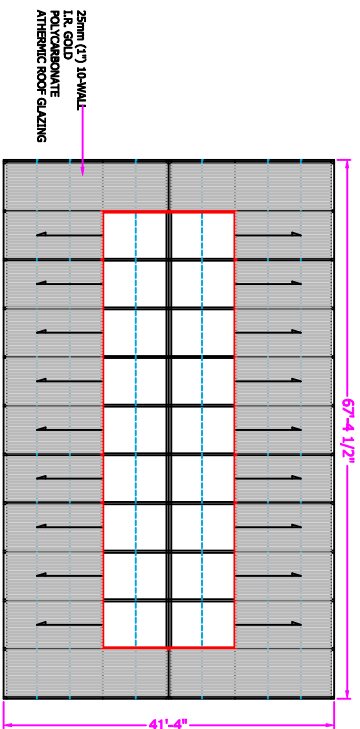 25mm (1") 10-WALL
I.R. GOLD
POLYCARBONATE
ATHERMIC ROOF GLAZING
67'-4 1/2"
41'-4"